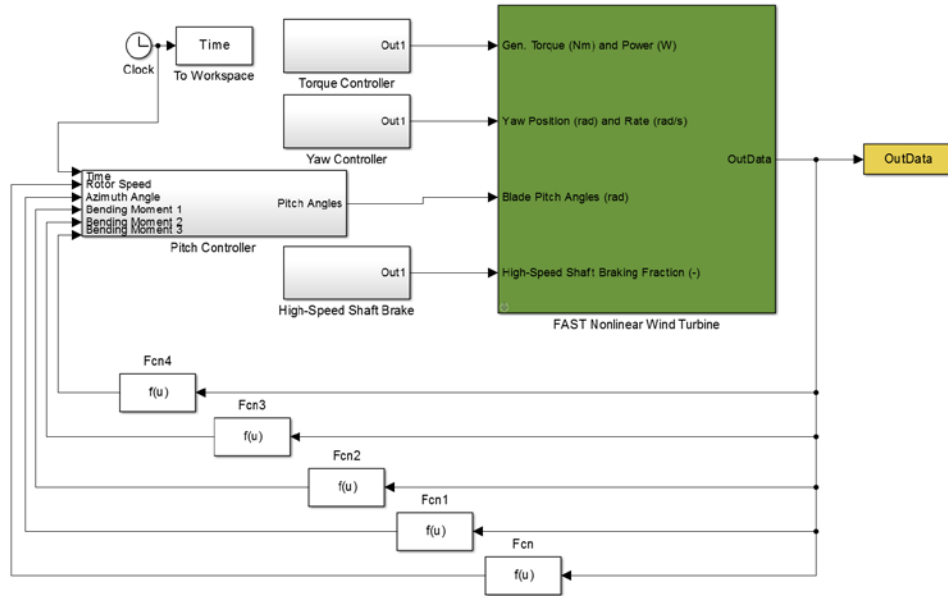 Time
Clock
To Workspace
Out1
Torque Controller
Out1
Yaw Controller
Time
Rotor Speed
Azimuth Angle
Bending Moment 1
Bending Moment 2
Bending Moment 3
Pitch Angles
Pitch Controller
Out1
High-Speed Shaft Brake
Gen. Torque (Nm) and Power (W)
Yaw Position (rad) and Rate (rad/s)
OutData
Blade Pitch Angles (rad)
High-Speed Shaft Braking Fraction (-)
FAST Nonlinear Wind Turbine
OutData
Fcn4
f(u)
Fcn3
f(u)
Fcn2
f(u)
Fcn1
f(u)
Fcn
f(u)